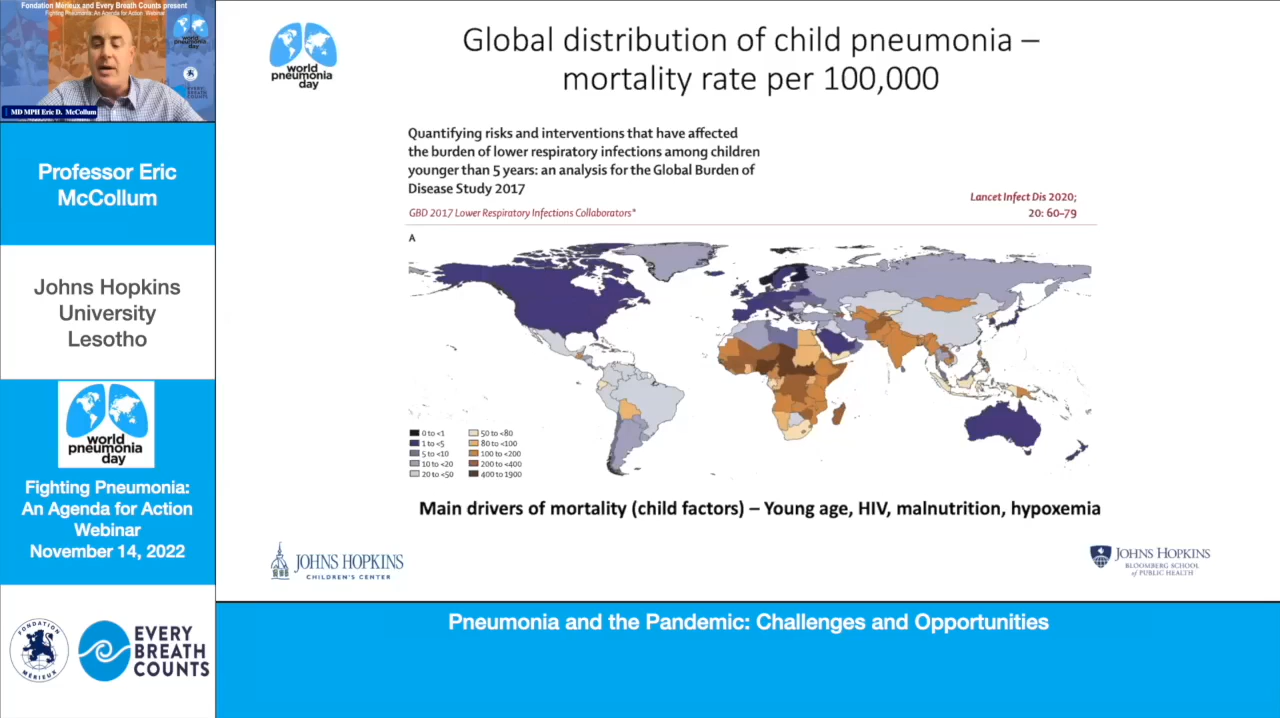 Fondation Mérieux and Every Breath Counts present
Fighting Pneumonia: An Agenda for Action Webinar
world
pneumonia
day
EVERY
BREATH
COUNTS
MD MPH Eric D. McCollum
Professor Eric
McCollum
Johns Hopkins
University
Lesotho
world
pneumonia
day
Fighting Pneumonia:
An Agenda for Action
Webinar
November 14, 2022
FONDATION
MÉRIEUX
EVERY
BREATH
COUNTS
world
pneumonia
day
Global distribution of child pneumonia –
mortality rate per 100,000
Quantifying risks and interventions that have affected
the burden of lower respiratory infections among children
younger than 5 years: an analysis for the Global Burden of
Disease Study 2017
GBD 2017 Lower Respiratory Infections Collaborators*
Lancet Infect Dis 2020;
20: 60–79
A
0 to <1
1 to <5
5 to <10
10 to <20
20 to <50
50 to <80
80 to <100
100 to <200
200 to <400
400 to 1900
Main drivers of mortality (child factors) – Young age, HIV, malnutrition, hypoxemia
JOHNS HOPKINS
CHILDREN'S CENTER
JOHNS HOPKINS
BLOOMBERG SCHOOL
of PUBLIC HEALTH
Pneumonia and the Pandemic: Challenges and Opportunities